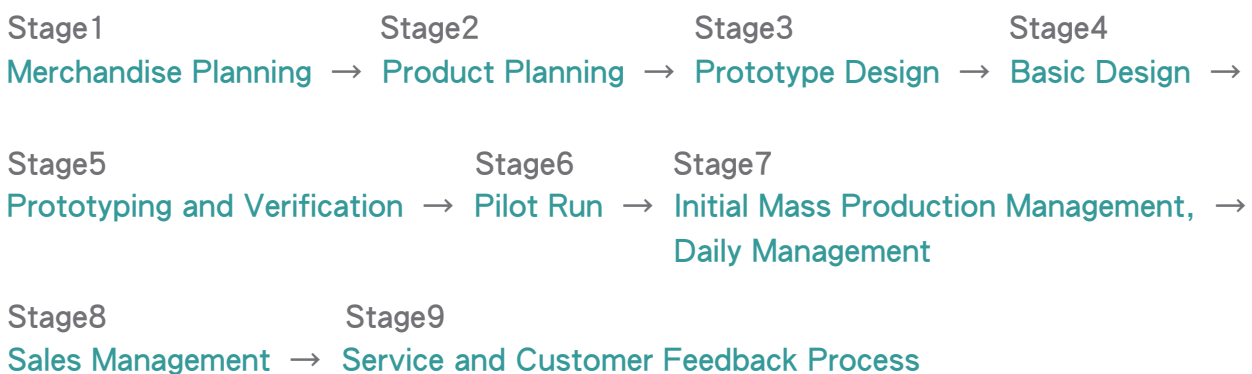 Stage1 Stage2 Stage3 Stage4
Merchandise Planning → Product Planning → Prototype Design → Basic Design →
Stage5 Stage6 Stage7
Prototyping and Verification → Pilot Run → Initial Mass Production Management, →
Daily Management
Stage8 Stage9
Sales Management → Service and Customer Feedback Process